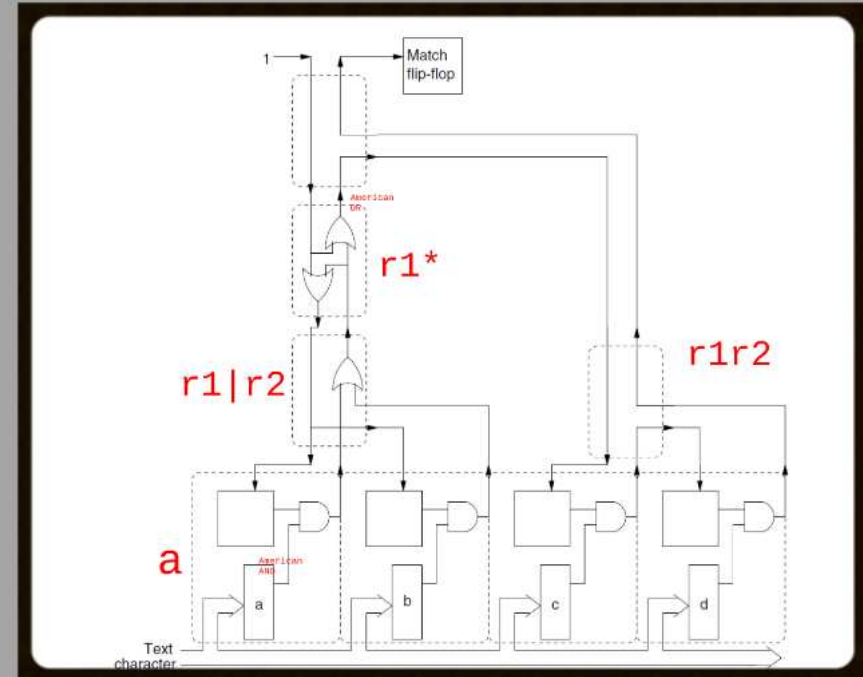 1
Match
flip-flop
American
OR
r1*
r1|r2
r1r2
a
American
AND
a
b
c
d
Text
character